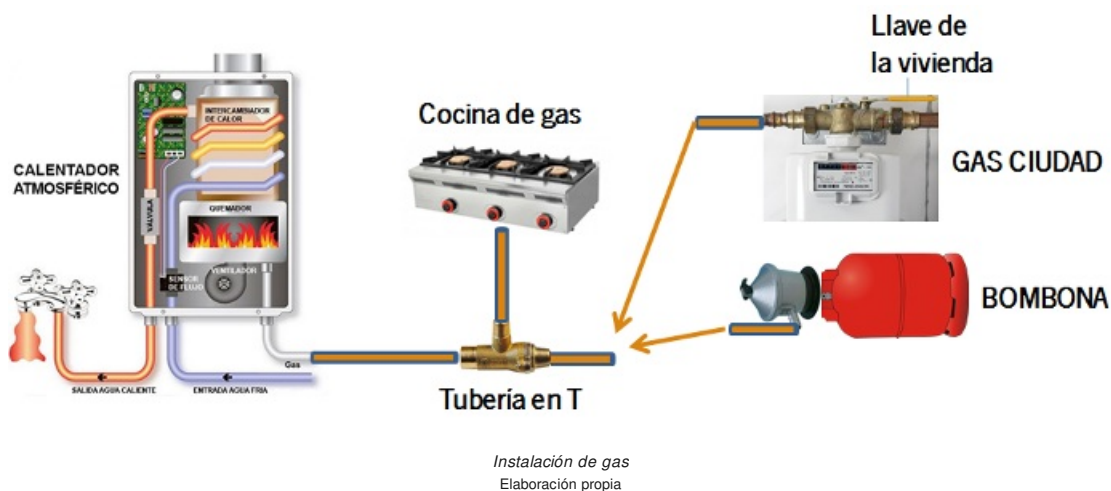 Llave de
la vivienda
Cocina de gas
GAS CIUDAD
INTERCAMBIADOR
DE CALOR
CALENTADOR
ATMOSFÉRICO
VÁLVULA
QUEMADOR
VENTILADOR
SENSOR
DE FLUJO
BOMBONA
Gas
SALIDA AGUA CALIENTE
ENTRADA AGUA FRIA
Tubería en T
Instalación de gas
Elaboración propia